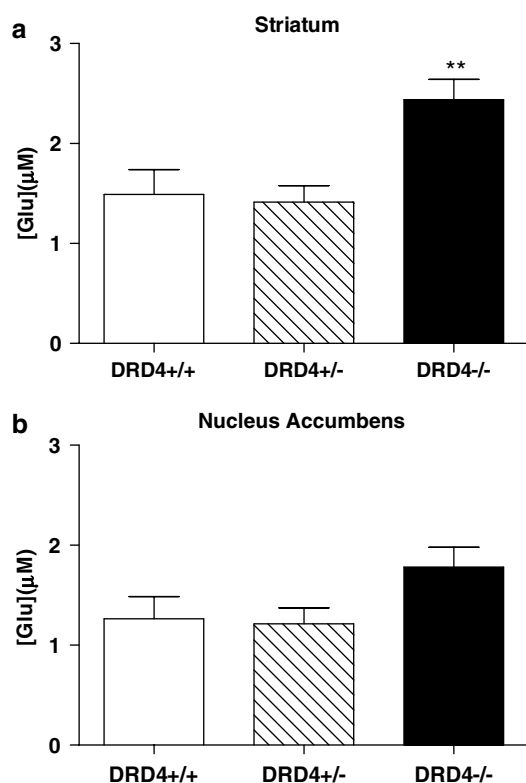 a
Striatum
3
**
2
[Glu](μM)
1
0
DRD4+/+ DRD4+/- DRD4-/-
b
Nucleus Accumbens
3
2
[Glu](μM)
1
0
DRD4+/+ DRD4+/- DRD4-/-